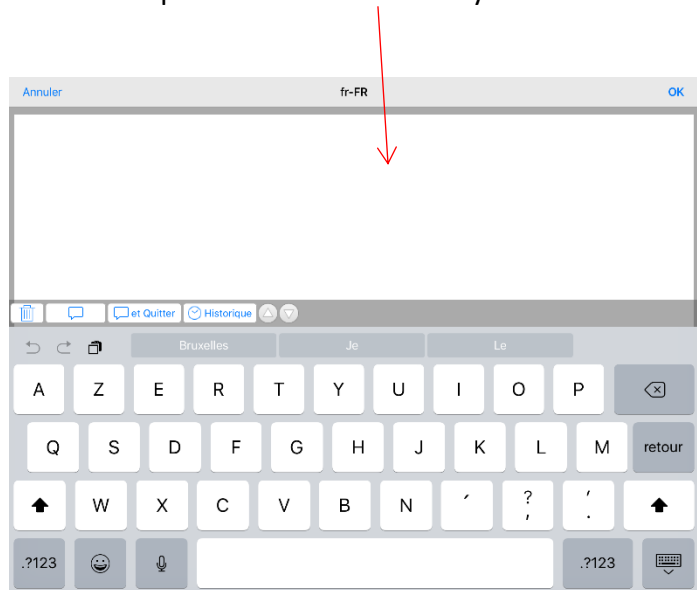 Annuler fr-FR OK
et Quitter Historique
Bruxelles Je Le
A Z E R T Y U I O P
Q S D F G H J K L M retour
W X C V B N ´ ? , ' .
.?123 .?123